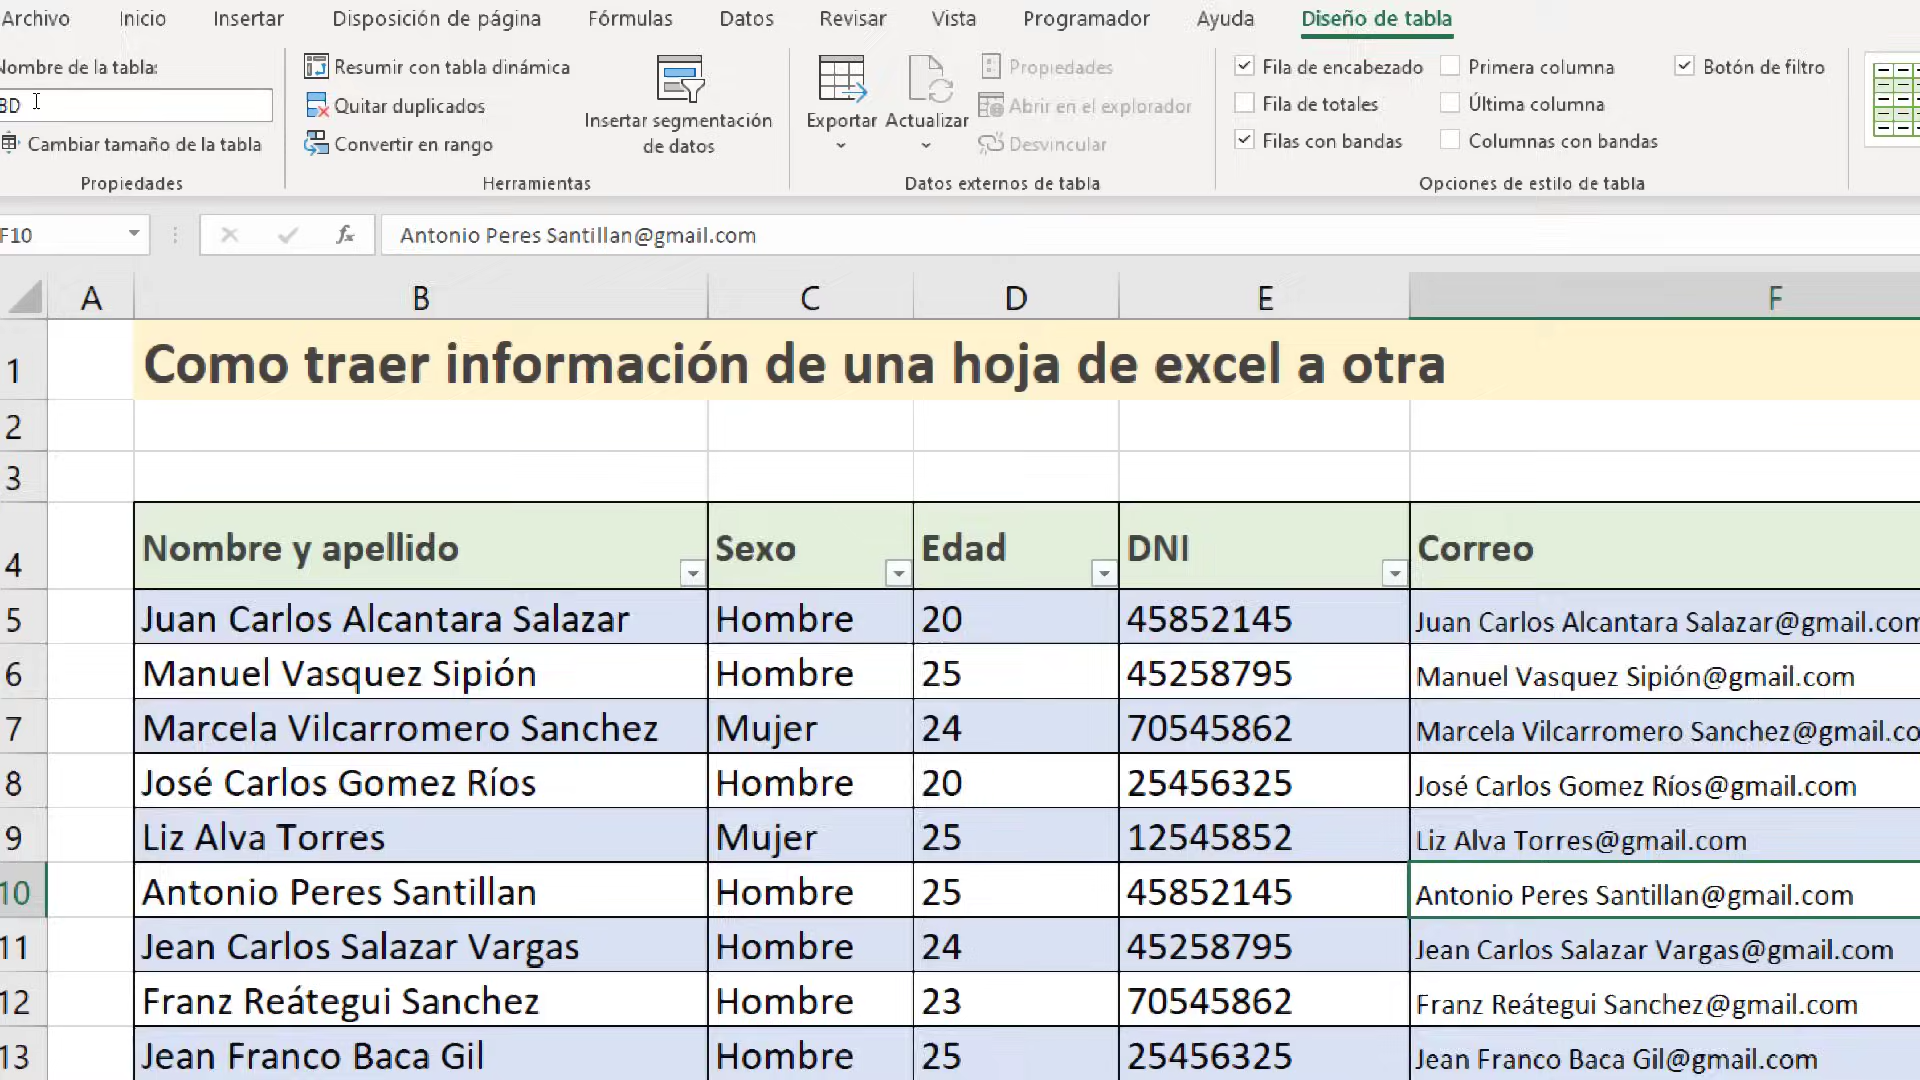 Archivo Inicio Insertar Disposición de página Fórmulas Datos Revisar Vista Programador Ayuda Diseño de tabla
Nombre de la tabla: Resumir con tabla dinámica Propiedades Fila de encabezado Primera columna Botón de filtro
BD Quitar duplicados Insertar segmentación de datos Exportar Actualizar Abrir en el explorador Fila de totales Última columna
Cambiar tamaño de la tabla Convertir en rango Desvincular Filas con bandas Columnas con bandas
Propiedades Herramientas Datos externos de tabla Opciones de estilo de tabla
F10 fx Antonio Peres Santillan@gmail.com
A B C D E F
1 Como traer información de una hoja de excel a otra
2
3
4 Nombre y apellido Sexo Edad DNI Correo
5 Juan Carlos Alcantara Salazar Hombre 20 45852145 Juan Carlos Alcantara Salazar@gmail.com
6 Manuel Vasquez Sipión Hombre 25 45258795 Manuel Vasquez Sipión@gmail.com
7 Marcela Vilcarromero Sanchez Mujer 24 70545862 Marcela Vilcarromero Sanchez@gmail.co
8 José Carlos Gomez Ríos Hombre 20 25456325 José Carlos Gomez Ríos@gmail.com
9 Liz Alva Torres Mujer 25 12545852 Liz Alva Torres@gmail.com
10 Antonio Peres Santillan Hombre 25 45852145 Antonio Peres Santillan@gmail.com
11 Jean Carlos Salazar Vargas Hombre 24 45258795 Jean Carlos Salazar Vargas@gmail.com
12 Franz Reátegui Sanchez Hombre 23 70545862 Franz Reátegui Sanchez@gmail.com
13 Jean Franco Baca Gil Hombre 25 25456325 Jean Franco Baca Gil@gmail.com